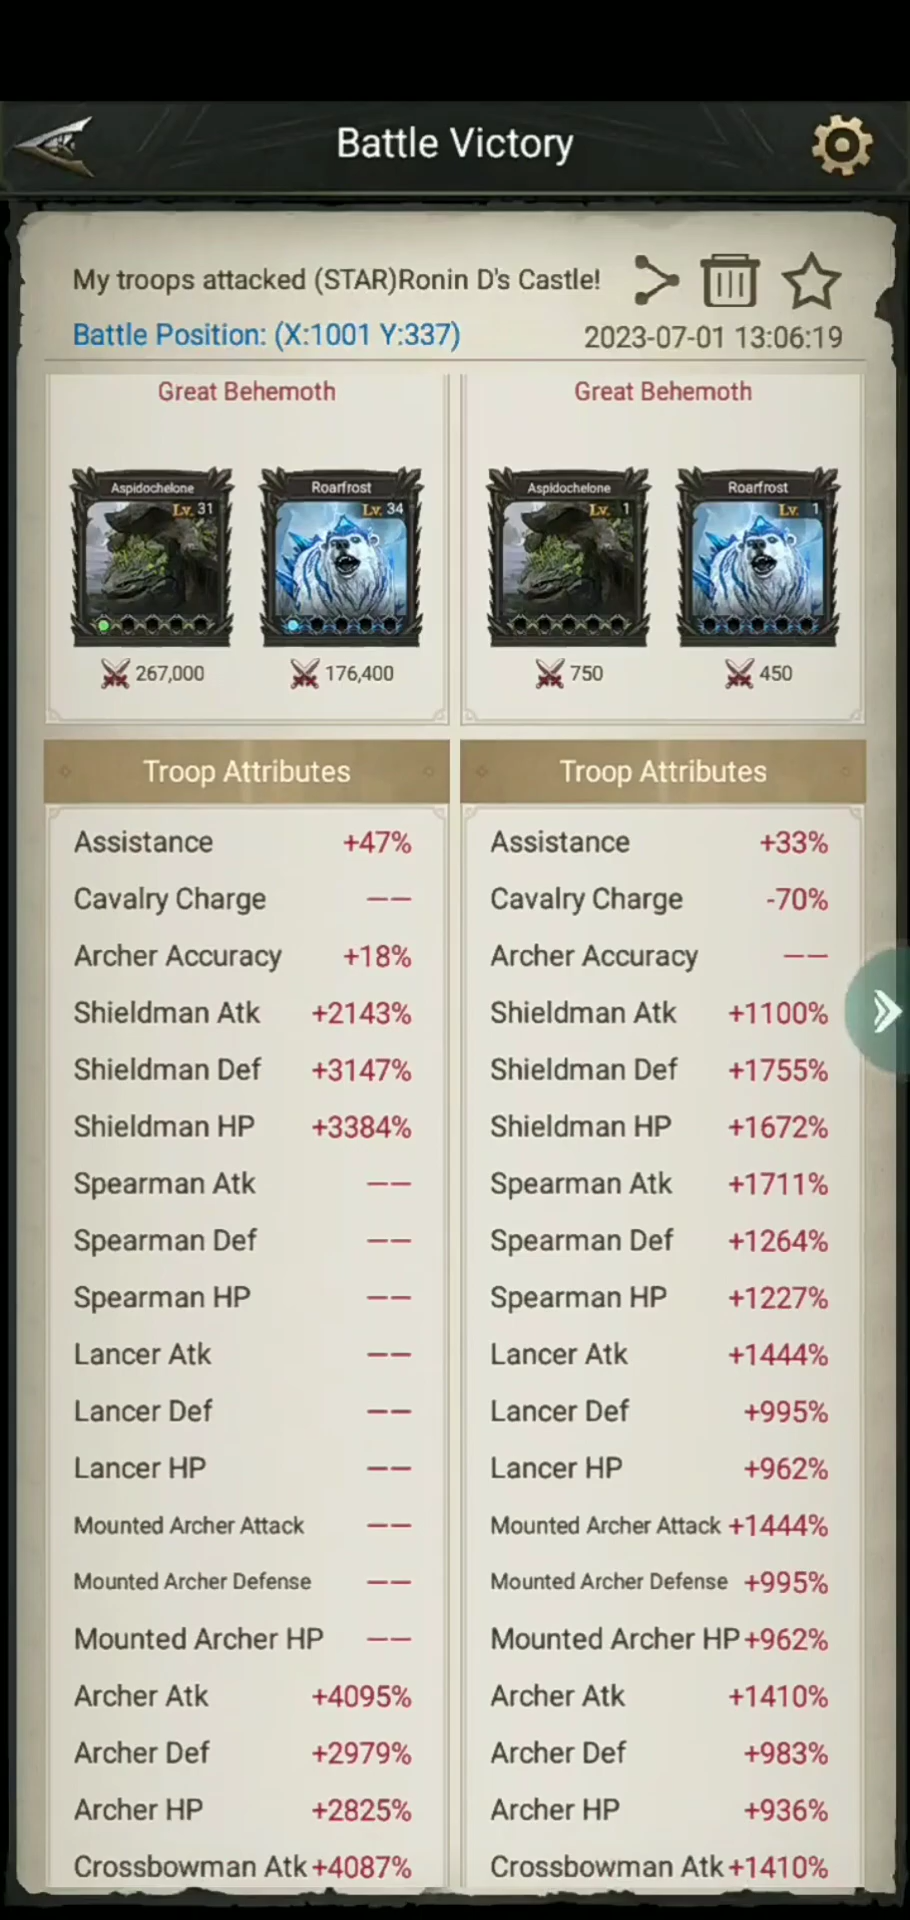 Battle Victory
My troops attacked (STAR)Ronin D's Castle!
Battle Position: (X:1001 Y:337) 2023-07-01 13:06:19
Great Behemoth Great Behemoth
Aspidochelone Roarfrost Aspidochelone Roarfrost
Lv. 31 Lv. 34 Lv. 1 Lv. 1
267,000 176,400 750 450
Troop Attributes Troop Attributes
Assistance +47% Assistance +33%
Cavalry Charge —— Cavalry Charge -70%
Archer Accuracy +18% Archer Accuracy ——
Shieldman Atk +2143% Shieldman Atk +1100%
Shieldman Def +3147% Shieldman Def +1755%
Shieldman HP +3384% Shieldman HP +1672%
Spearman Atk —— Spearman Atk +1711%
Spearman Def —— Spearman Def +1264%
Spearman HP —— Spearman HP +1227%
Lancer Atk —— Lancer Atk +1444%
Lancer Def —— Lancer Def +995%
Lancer HP —— Lancer HP +962%
Mounted Archer Attack —— Mounted Archer Attack +1444%
Mounted Archer Defense —— Mounted Archer Defense +995%
Mounted Archer HP —— Mounted Archer HP +962%
Archer Atk +4095% Archer Atk +1410%
Archer Def +2979% Archer Def +983%
Archer HP +2825% Archer HP +936%
Crossbowman Atk +4087% Crossbowman Atk +1410%